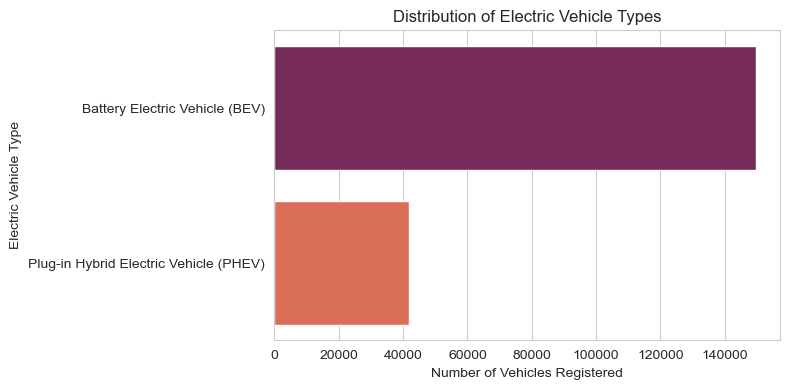 Distribution of Electric Vehicle Types
Electric Vehicle Type
Battery Electric Vehicle (BEV)
Plug-in Hybrid Electric Vehicle (PHEV)
0 20000 40000 60000 80000 100000 120000 140000
Number of Vehicles Registered